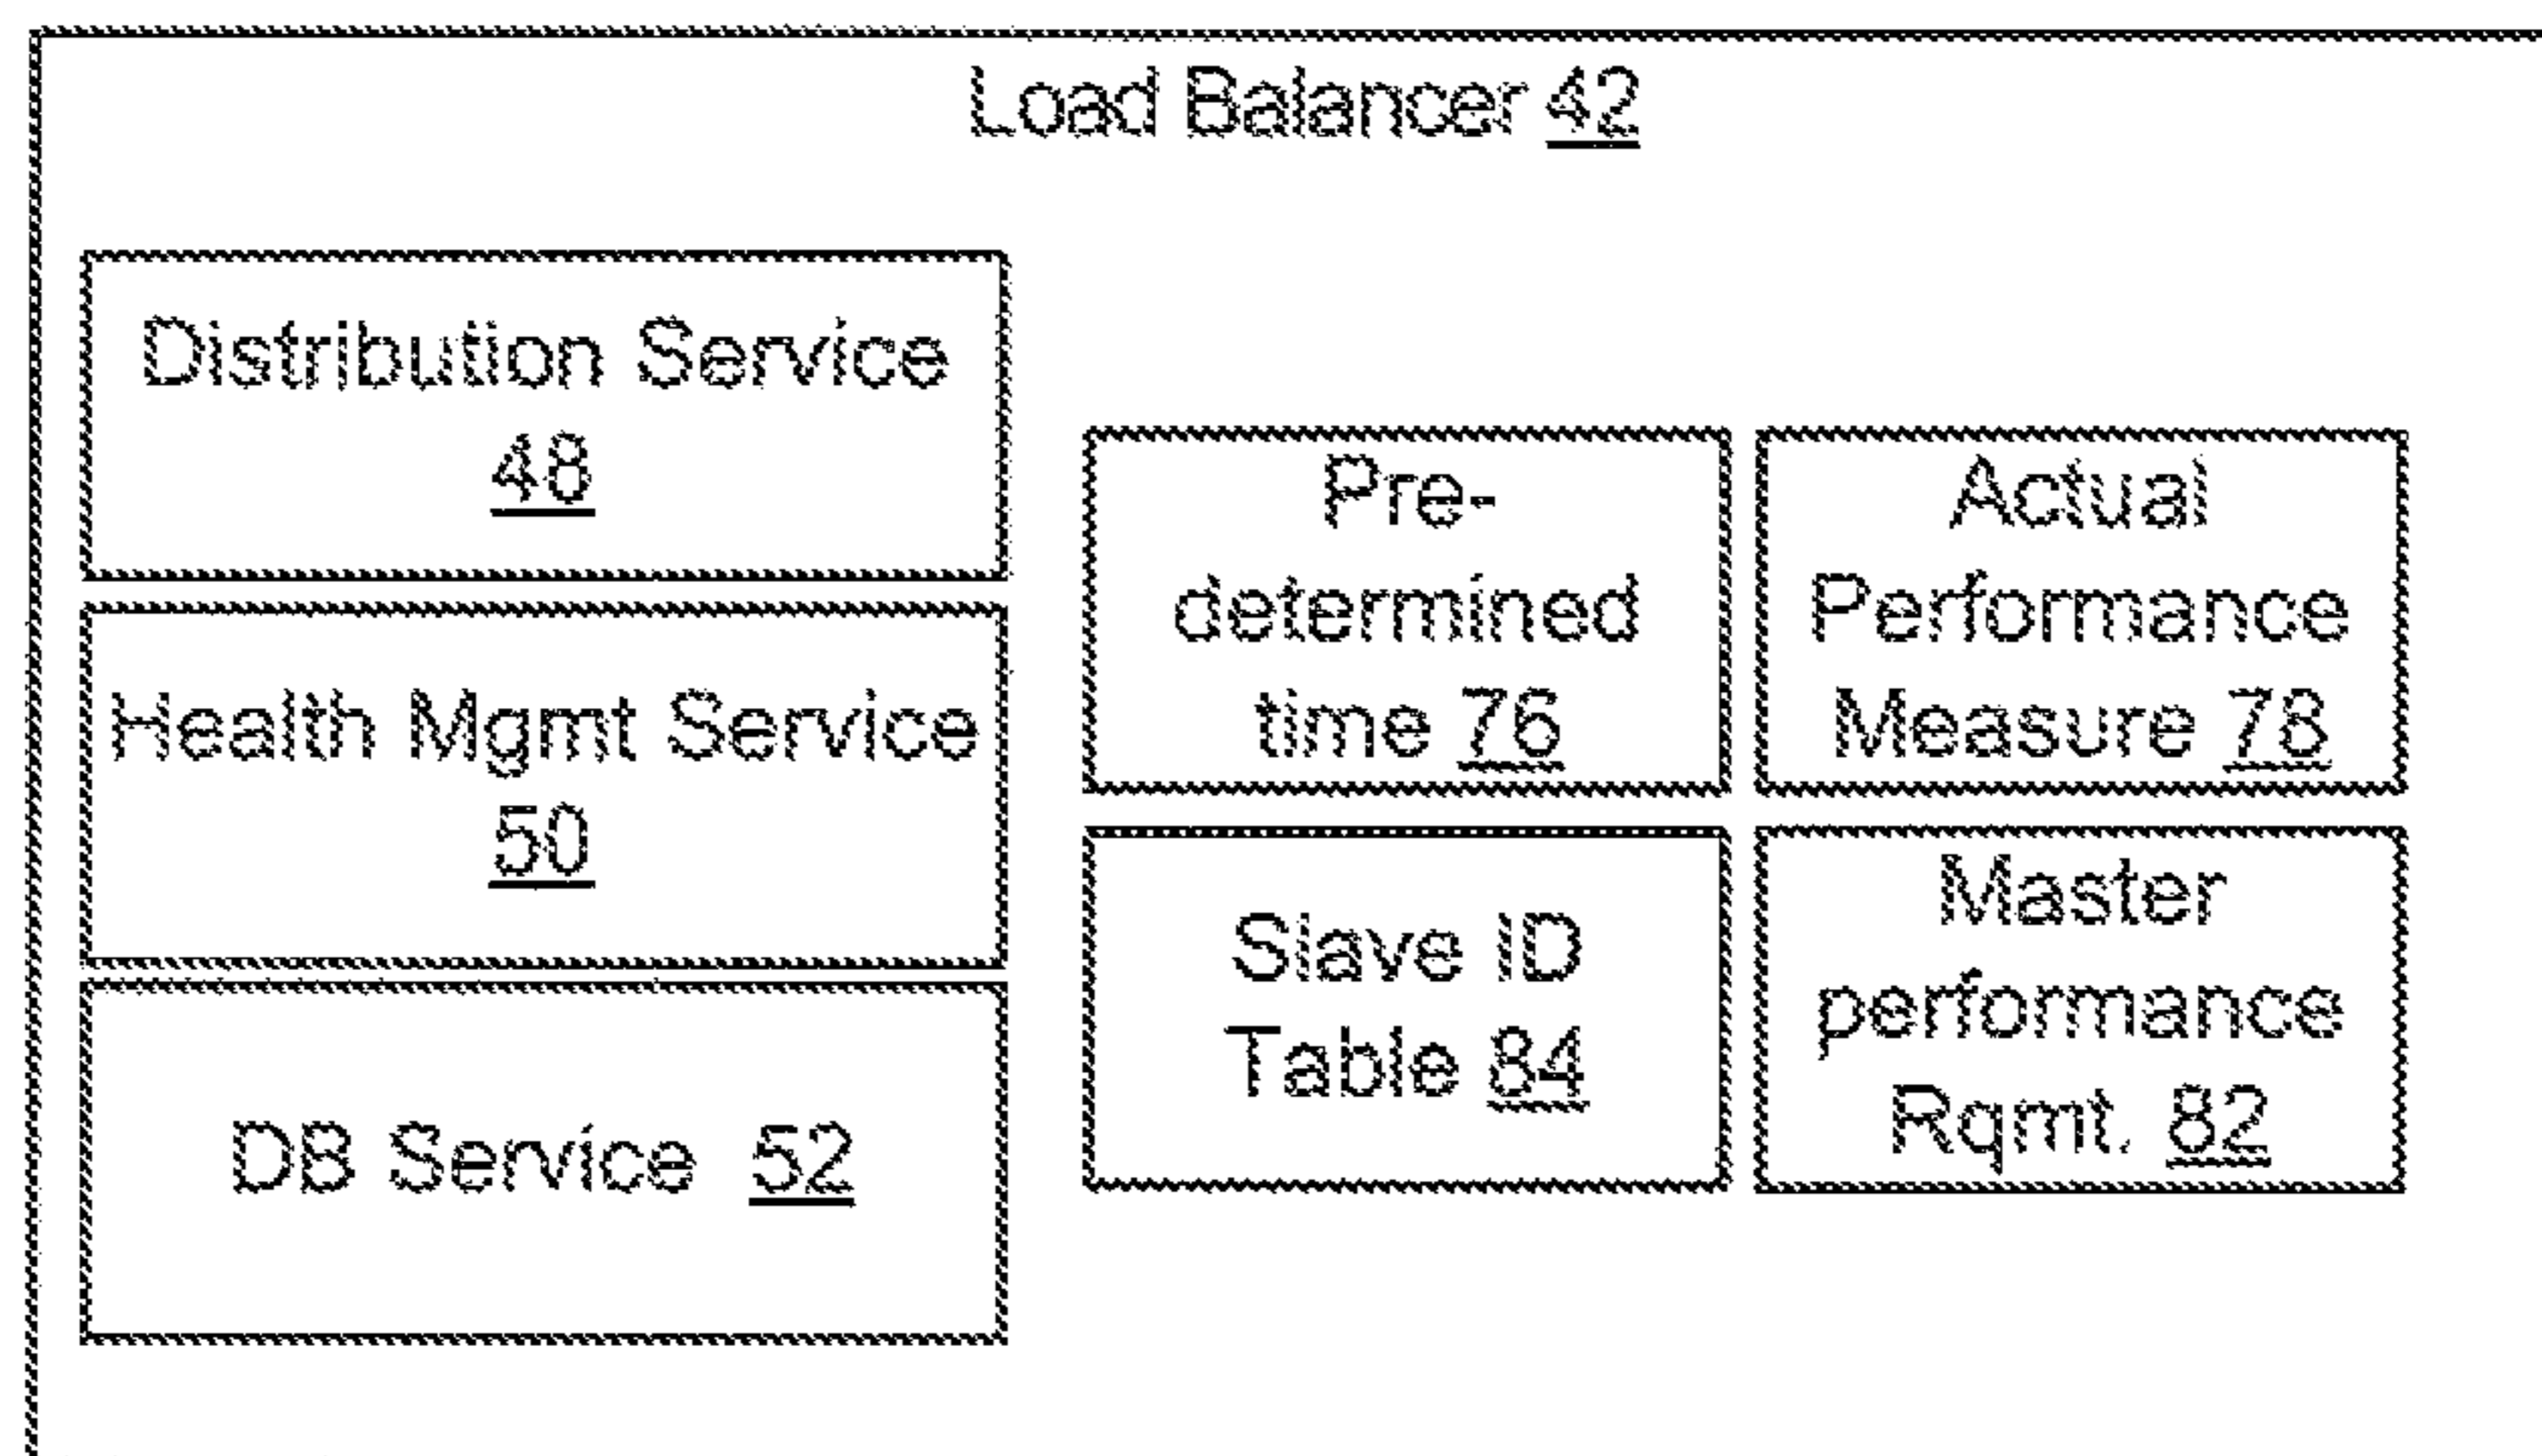 Load Balancer 42
Distribution Service
48
Health Mgmt Service
50
DB Service 52
Pre-
determined
time 76
Actual
Performance
Measure 78
Slave ID
Table 84
Master
performance
Rqmt. 82